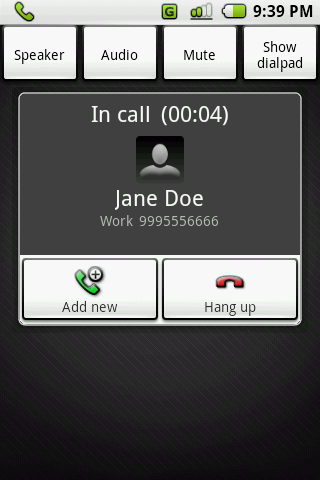 G 9:39 PM
Speaker
Audio
Mute
Show
dialpad
In call (00:04)
Jane Doe
Work 9995556666
Add new
Hang up